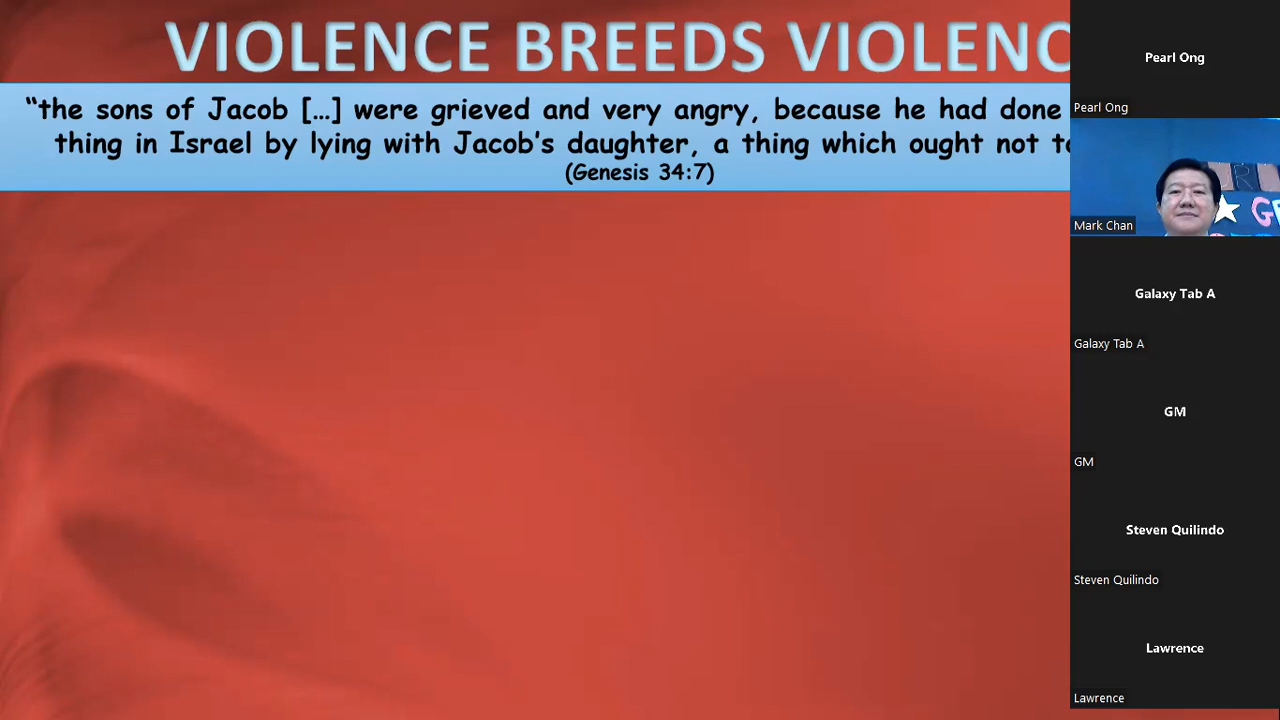 VIOLENCE BREEDS VIOLENC
“the sons of Jacob […] were grieved and very angry, because he had done
thing in Israel by lying with Jacob’s daughter, a thing which ought not
(Genesis 34:7)
Pearl Ong
Pearl Ong
Mark Chan
Galaxy Tab A
Galaxy Tab A
GM
GM
Steven Quilindo
Steven Quilindo
Lawrence
Lawrence